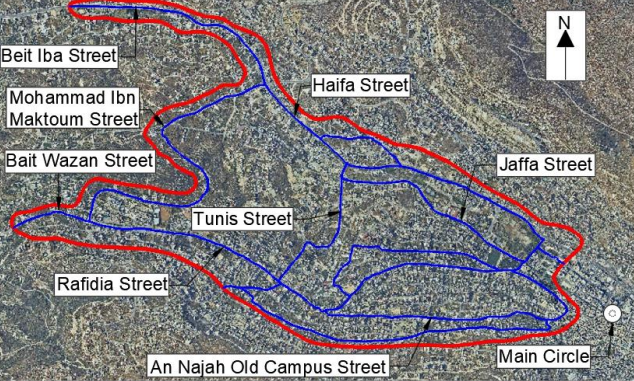 N
Beit Iba Street
Haifa Street
Mohammad Ibn
Maktoum Street
Bait Wazan Street
Jaffa Street
Tunis Street
Rafidia Street
Main Circle
An Najah Old Campus Street